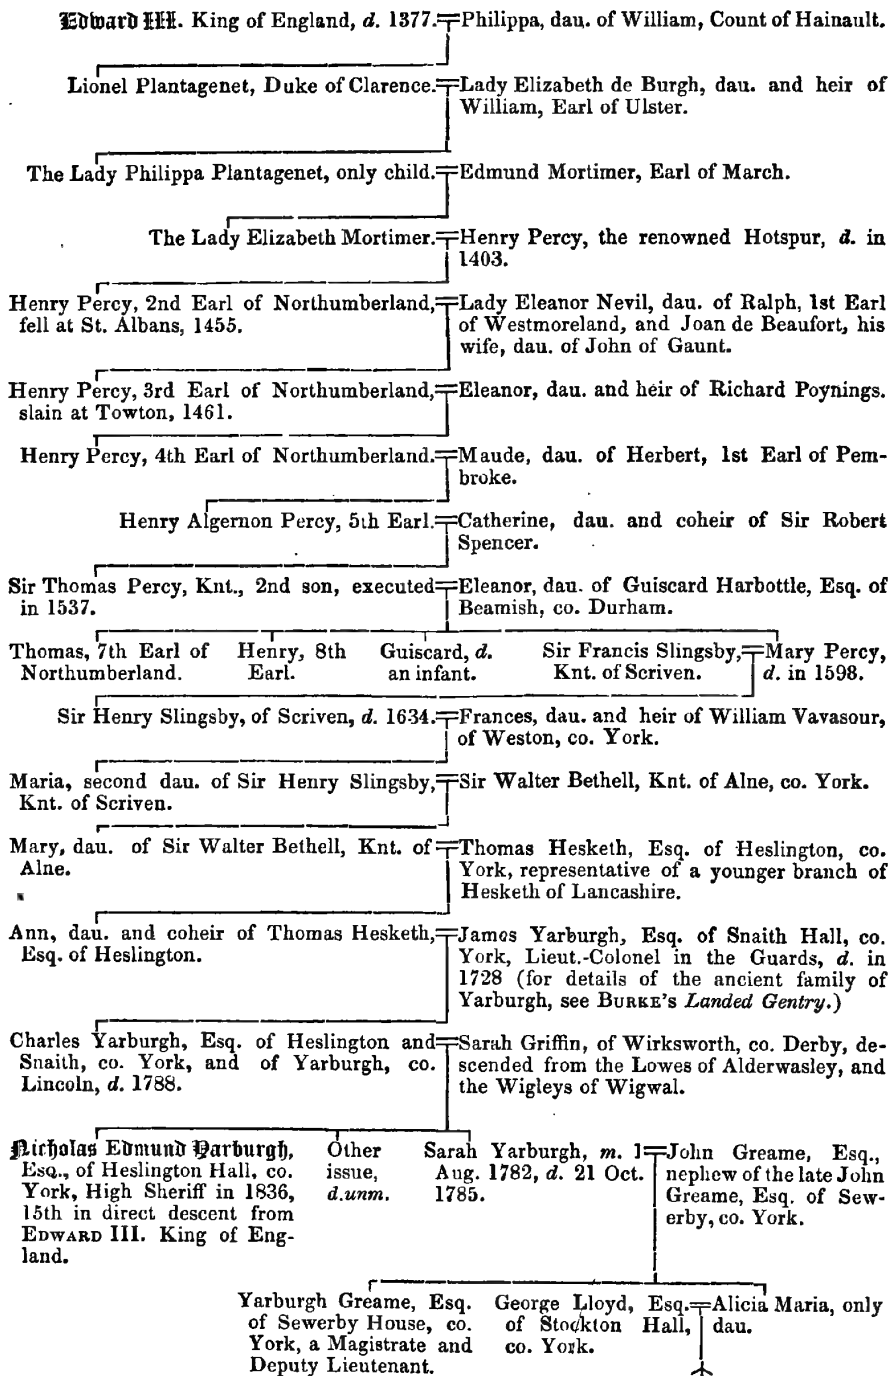 Edward III. King of England, d. 1377.=Philippa, dau. of William, Count of Hainault.
Lionel Plantagenet, Duke of Clarence.=Lady Elizabeth de Burgh, dau. and heir of
William, Earl of Ulster.
The Lady Philippa Plantagenet, only child.=Edmund Mortimer, Earl of March.
The Lady Elizabeth Mortimer.=Henry Percy, the renowned Hotspur, d. in
1403.
Henry Percy, 2nd Earl of Northumberland,=Lady Eleanor Nevil, dau. of Ralph, 1st Earl
fell at St. Albans, 1455.
of Westmoreland, and Joan de Beaufort, his
wife, dau. of John of Gaunt.
Henry Percy, 3rd Earl of Northumberland,=Eleanor, dau. and heir of Richard Poynings.
slain at Towton, 1461.
Henry Percy, 4th Earl of Northumberland.=Maude, dau. of Herbert, 1st Earl of Pem-
broke.
Henry Algernon Percy, 5th Earl.=Catherine, dau. and coheir of Sir Robert
Spencer.
Sir Thomas Percy, Knt., 2nd son, executed=Eleanor, dau. of Guiscard Harbottle, Esq. of
in 1537.
Beamish, co. Durham.
Thomas, 7th Earl of
Northumberland.
Henry, 8th
Earl.
Guiscard, d.
an infant.
Sir Francis Slingsby,=Mary Percy,
Knt. of Scriven.
d. in 1598.
Sir Henry Slingsby, of Scriven, d. 1634.=Frances, dau. and heir of William Vavasour,
of Weston, co. York.
Maria, second dau. of Sir Henry Slingsby,=Sir Walter Bethell, Knt. of Alne, co. York.
Knt. of Scriven.
Mary, dau. of Sir Walter Bethell, Knt. of=Thomas Hesketh, Esq. of Heslington, co.
Alne.
York, representative of a younger branch of
Hesketh of Lancashire.
Ann, dau. and coheir of Thomas Hesketh,=James Yarburgh, Esq. of Snaith Hall, co.
Esq. of Heslington.
York, Lieut.-Colonel in the Guards, d. in
1728 (for details of the ancient family of
Yarburgh, see BURKE's Landed Gentry.)
Charles Yarburgh, Esq. of Heslington and=Sarah Griffin, of Wirksworth, co. Derby, de-
Snaith, co. York, and of Yarburgh, co.
Lincoln, d. 1788.
scended from the Lowes of Alderwasley, and
the Wigleys of Wigwal.
Nicholas Edmund Yarburgh,
Esq., of Heslington Hall, co.
York, High Sheriff in 1836,
15th in direct descent from
EDWARD III. King of Eng-
land.
Other
issue,
d.unm.
Sarah Yarburgh, m. 1=John Greame, Esq.,
Aug. 1782, d. 21 Oct.
1785.
nephew of the late John
Greame, Esq. of Sew-
erby, co. York.
Yarburgh Greame, Esq.
of Sewerby House, co.
York, a Magistrate and
Deputy Lieutenant.
George Lloyd, Esq.=Alicia Maria, only
of Stockton Hall,
co. York.
dau.